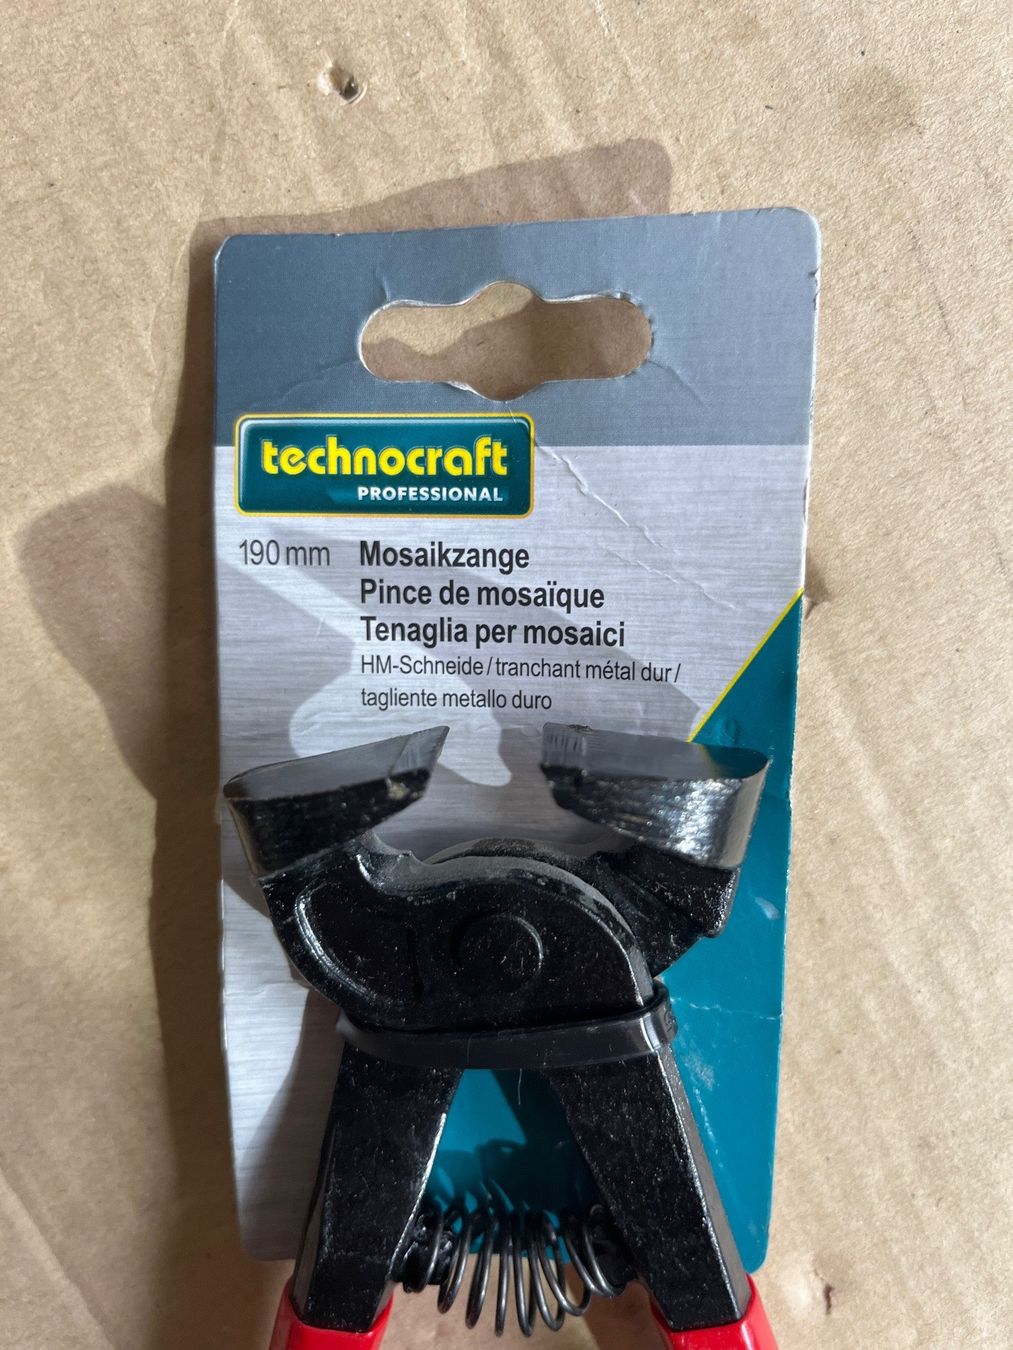 technocraft
PROFESSIONAL
190 mm Mosaikzange
Pince de mosaïque
Tenaglia per mosaici
HM-Schneide / tranchant métal dur /
tagliente metallo duro